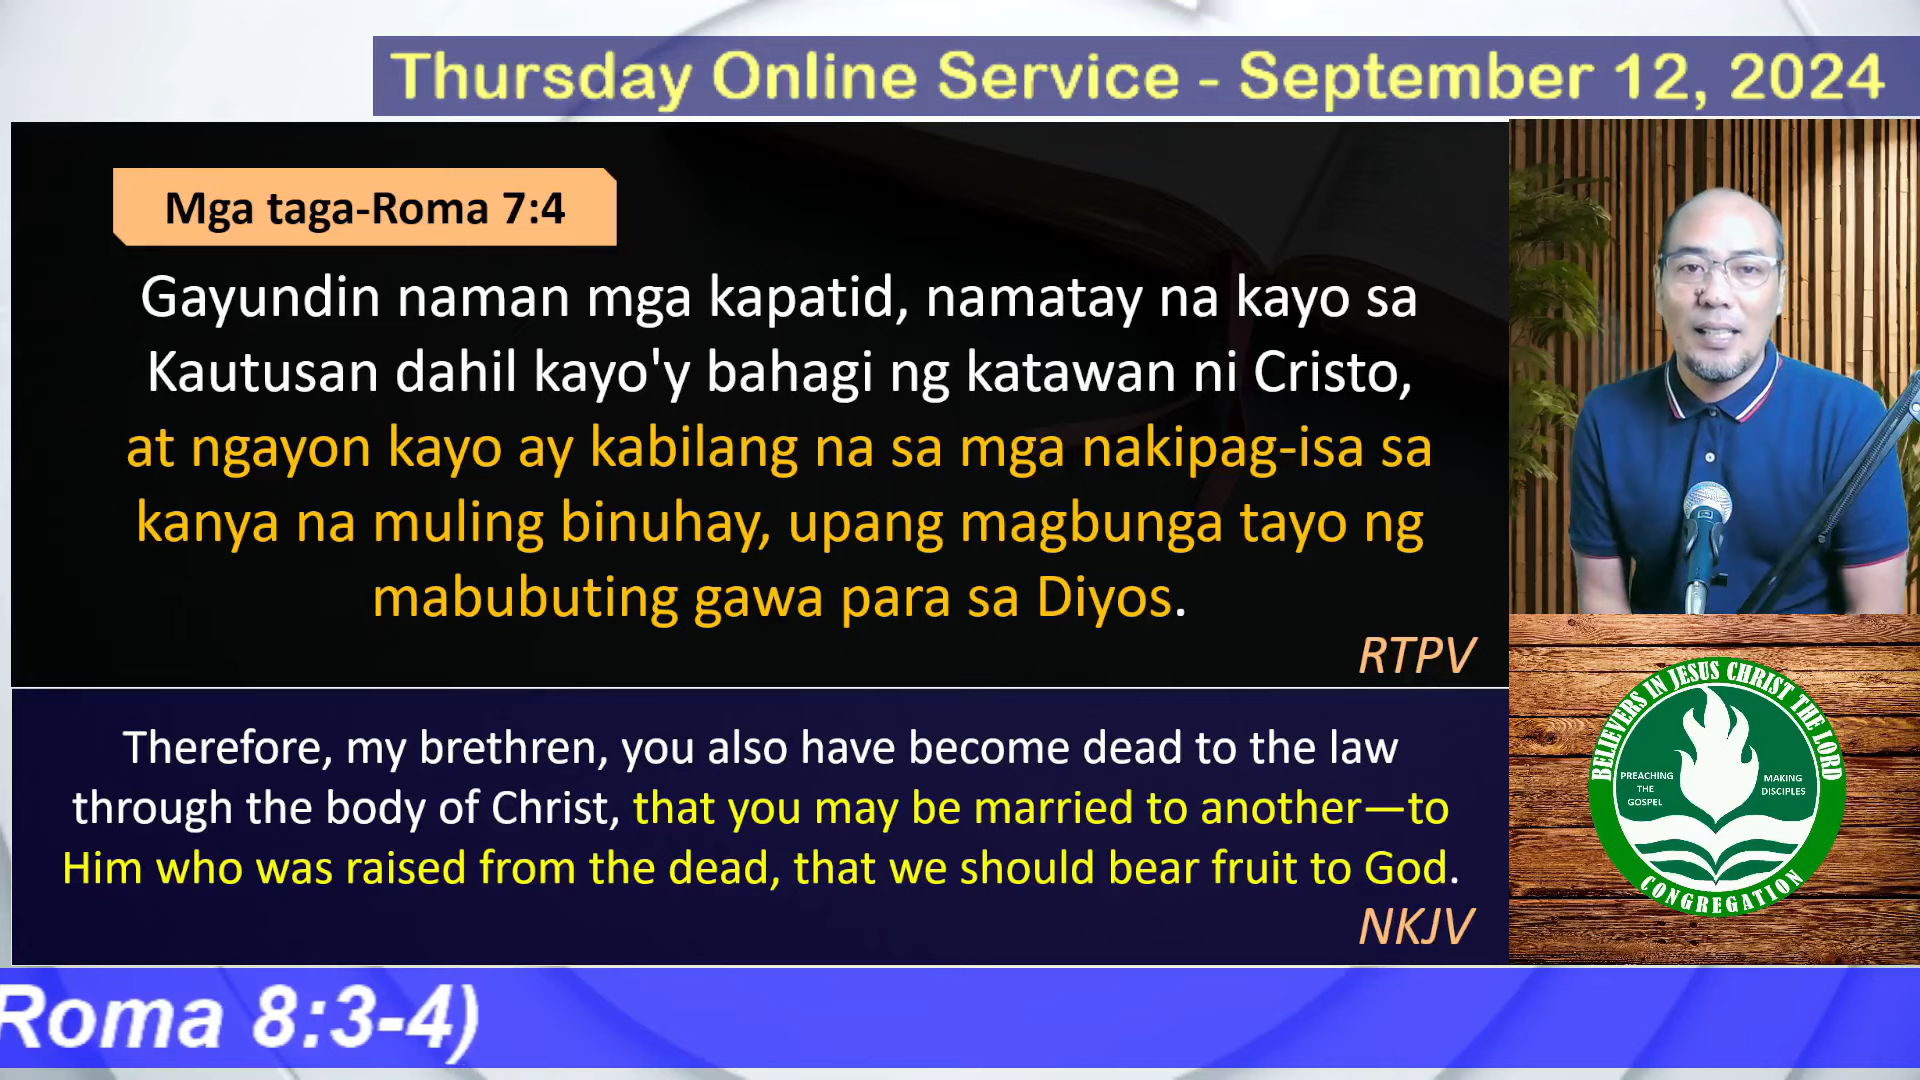 Thursday Online Service - September 12, 2024
Mga taga-Roma 7:4
Gayundin naman mga kapatid, namatay na kayo sa
Kautusan dahil kayo'y bahagi ng katawan ni Cristo,
at ngayon kayo ay kabilang na sa mga nakipag-isa sa
kanya na muling binuhay, upang magbunga tayo ng
mabubuting gawa para sa Diyos.
RTPV
Therefore, my brethren, you also have become dead to the law
through the body of Christ, that you may be married to another—to
Him who was raised from the dead, that we should bear fruit to God.
NKJV
BELIEVERS IN JESUS CHRIST THE LORD
PREACHING
THE
GOSPEL
MAKING
DISCIPLES
CONGREGATION
Roma 8:3-4)